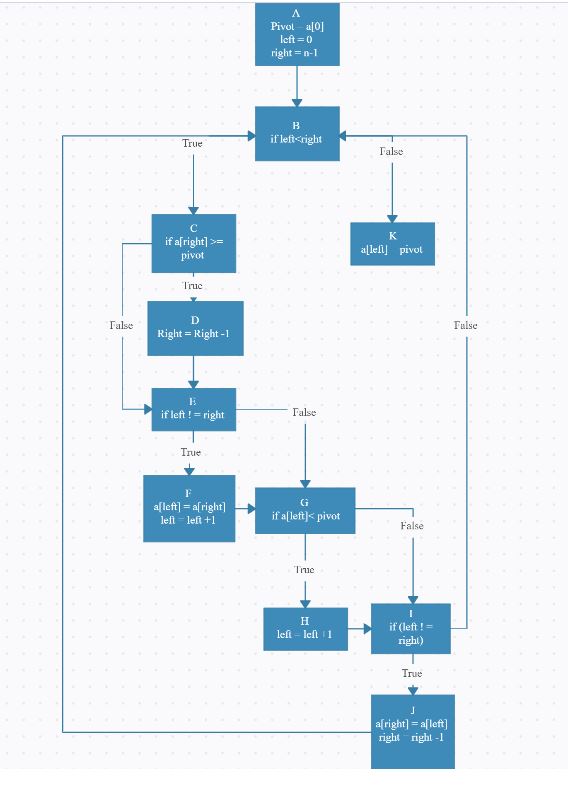 A
Pivot = a[0]
left = 0
right = n-1
B
if left<right
True
False
C
if a[right] >=
pivot
K
a[left] = pivot
True
D
Right = Right -1
False
False
E
if left ! = right
False
True
F
a[left] = a[right]
left = left +1
G
if a[left]< pivot
False
True
H
left = left +1
I
if (left ! =
right)
True
J
a[right] = a[left]
right = right -1